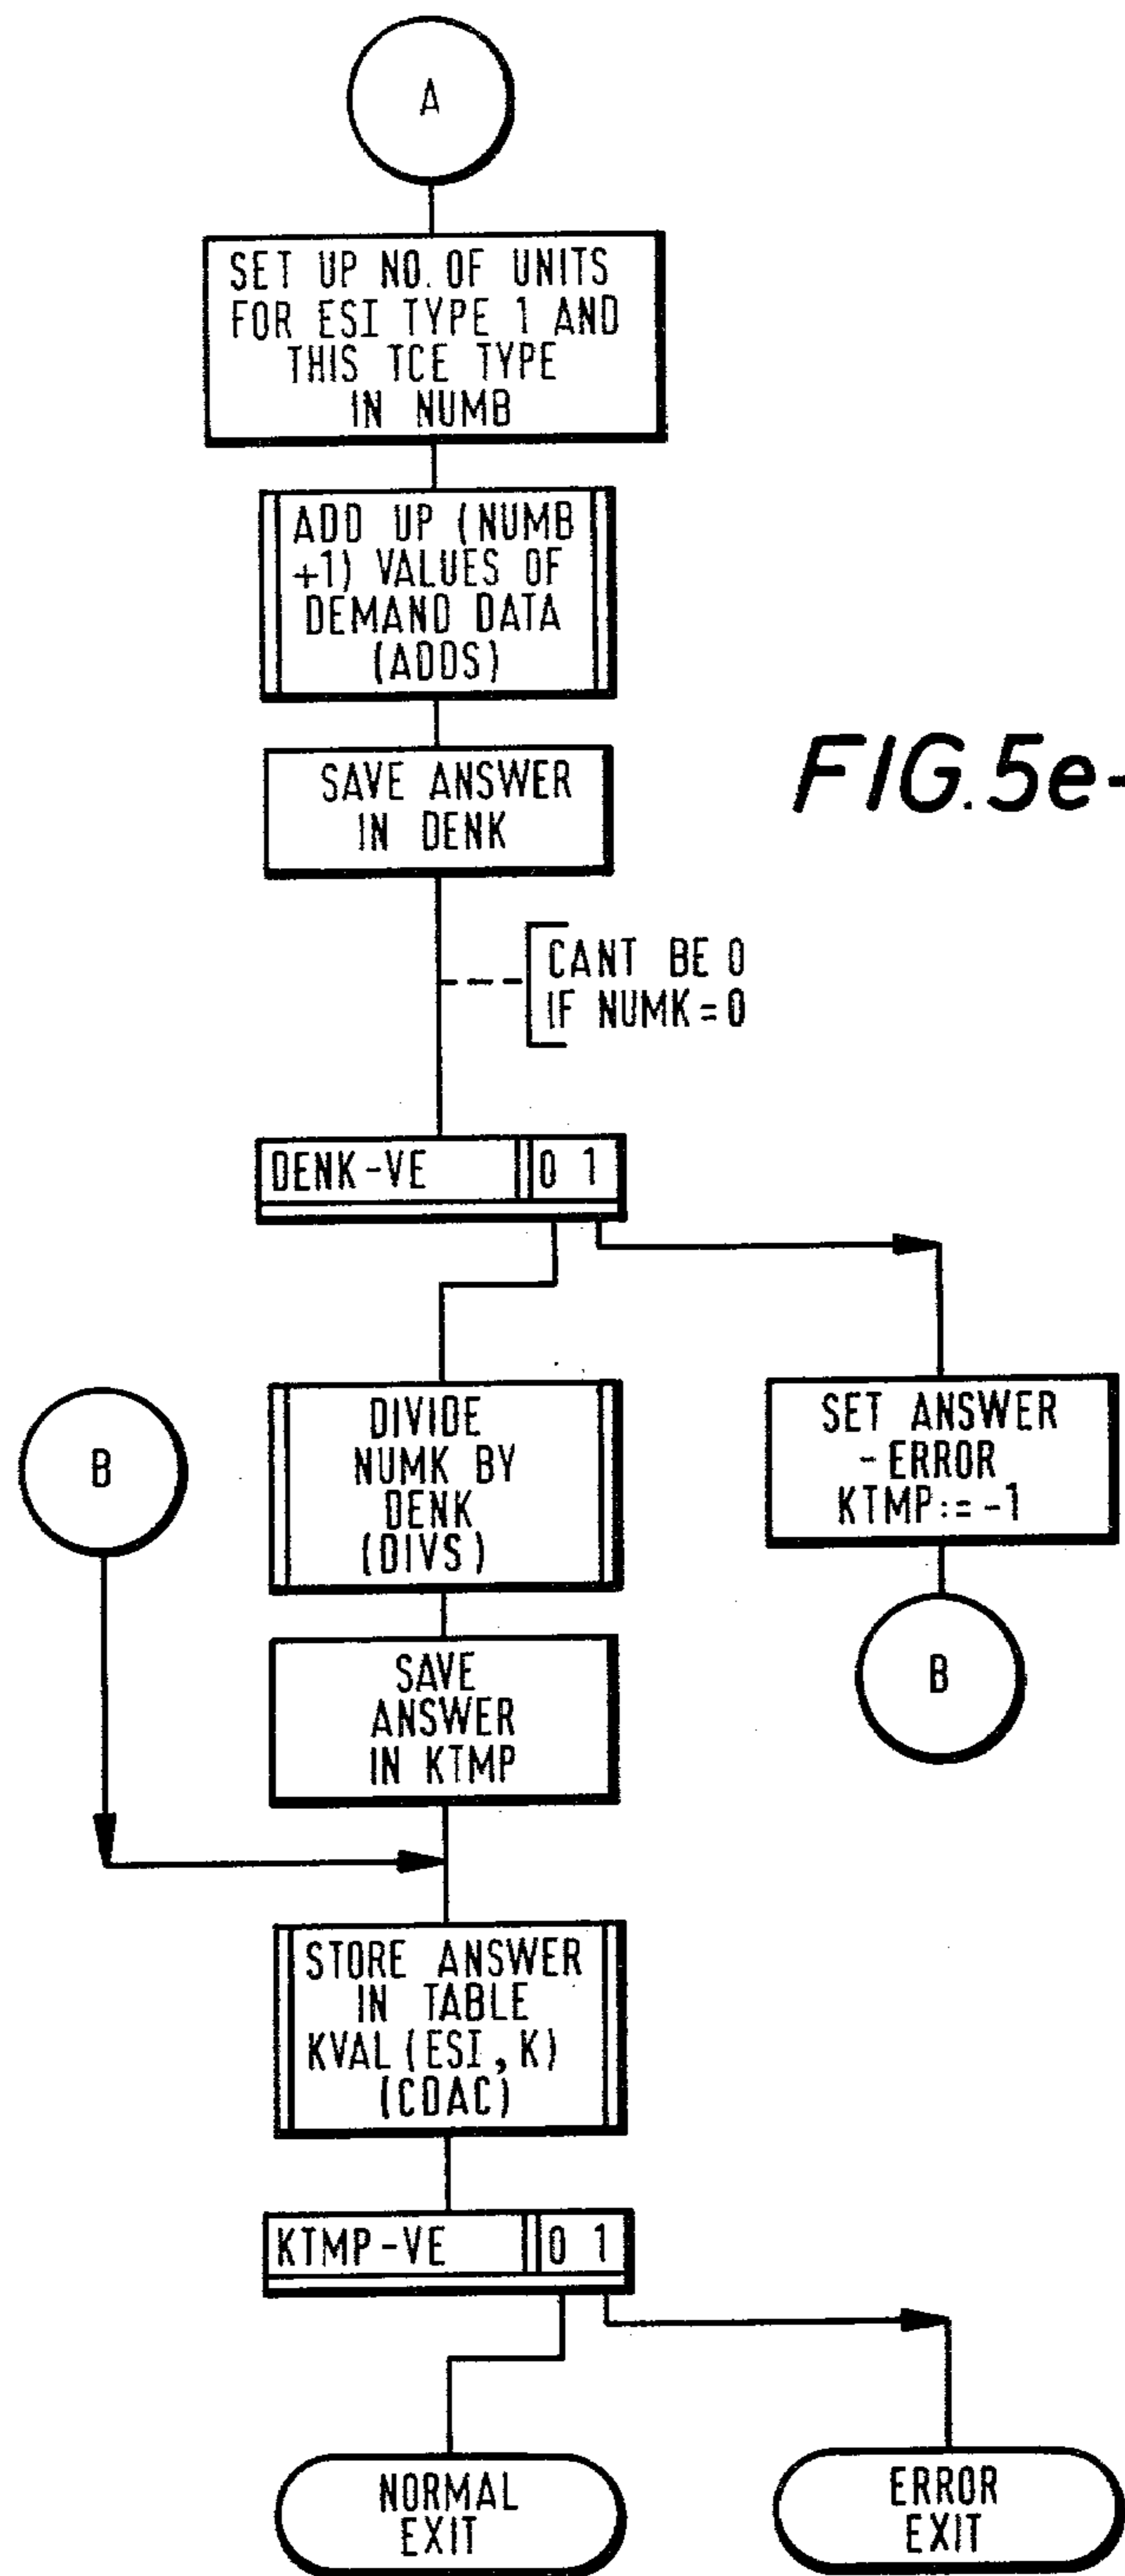 A
SET UP NO. OF UNITS
FOR ESI TYPE 1 AND
THIS TCE TYPE
IN NUMB
ADD UP (NUMB
+1) VALUES OF
DEMAND DATA
(ADDS)
SAVE ANSWER
IN DENK
FIG.5e-
CANT BE 0
IF NUMK=0
DENK-VE 0 1
B
DIVIDE
NUMK BY
DENK
(DIVS)
SET ANSWER
-ERROR
KTMP:=-1
SAVE
ANSWER
IN KTMP
B
STORE ANSWER
IN TABLE
KVAL (ESI, K)
(CDAC)
KTMP-VE 0 1
NORMAL
EXIT
ERROR
EXIT